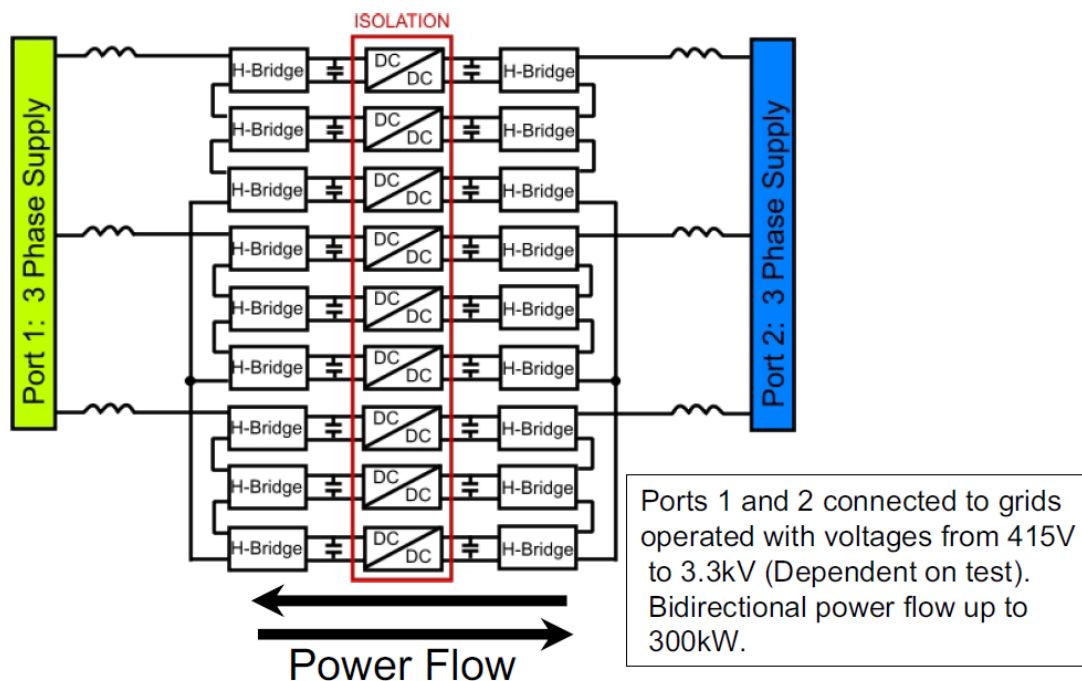 ISOLATION
Port 1: 3 Phase Supply
H-Bridge DC DC H-Bridge
H-Bridge DC DC H-Bridge
H-Bridge DC DC H-Bridge
H-Bridge DC DC H-Bridge
H-Bridge DC DC H-Bridge
H-Bridge DC DC H-Bridge
H-Bridge DC DC H-Bridge
H-Bridge DC DC H-Bridge
H-Bridge DC DC H-Bridge
Port 2: 3 Phase Supply
Power Flow
Ports 1 and 2 connected to grids
operated with voltages from 415V
to 3.3kV (Dependent on test).
Bidirectional power flow up to
300kW.